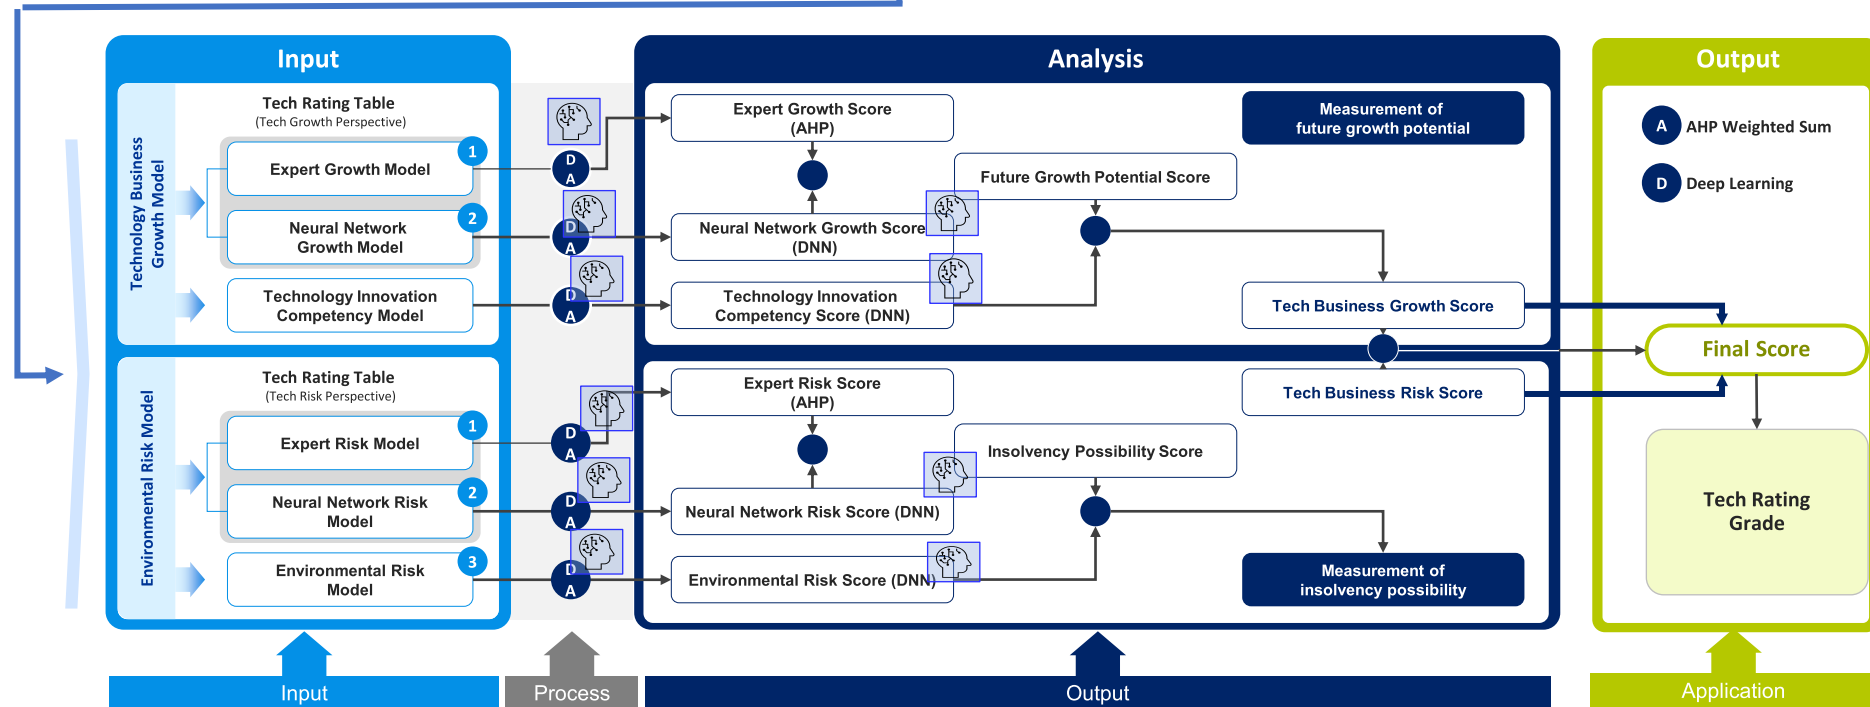 Input
Tech Rating Table
(Tech Growth Perspective)
Technology Business
Growth Model
Expert Growth Model
1
Neural Network
Growth Model
2
Technology Innovation
Competency Model
Tech Rating Table
(Tech Risk Perspective)
Environmental Risk Model
Expert Risk Model
1
Neural Network Risk
Model
2
Environmental Risk
Model
3
D
A
D
A
D
A
D
A
D
A
D
A
Analysis
Expert Growth Score
(AHP)
Measurement of
future growth potential
Future Growth Potential Score
Neural Network Growth Score
(DNN)
Technology Innovation
Competency Score (DNN)
Tech Business Growth Score
Expert Risk Score
(AHP)
Tech Business Risk Score
Insolvency Possibility Score
Neural Network Risk Score (DNN)
Environmental Risk Score (DNN)
Measurement of
insolvency possibility
Output
A AHP Weighted Sum
D Deep Learning
Final Score
Tech Rating
Grade
Input
Process
Output
Application